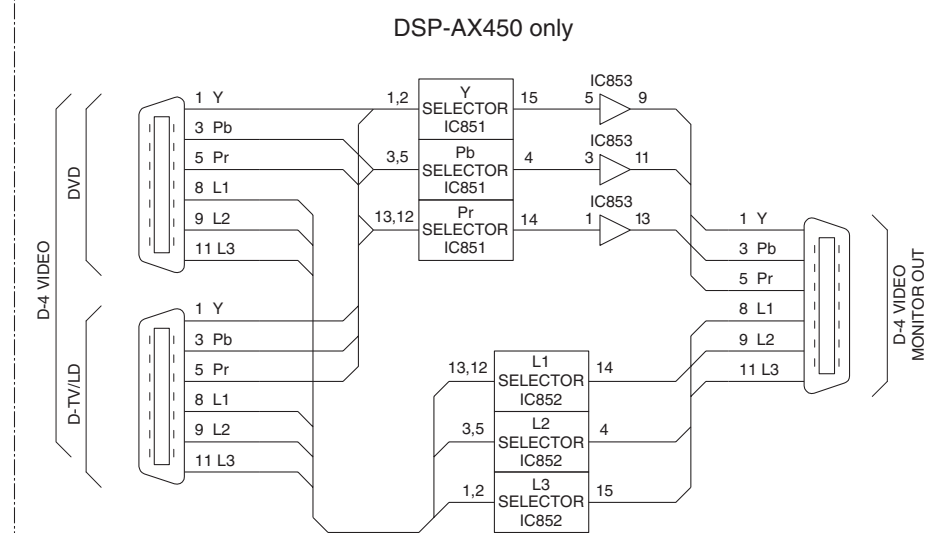 DSP-AX450 only
D-4 VIDEO
DVD
1 Y
3 Pb
5 Pr
8 L1
9 L2
11 L3
D-TV/LD
1 Y
3 Pb
5 Pr
8 L1
9 L2
11 L3
1,2
Y
SELECTOR
IC851
15
5
IC853
9
3,5
Pb
SELECTOR
IC851
4
3
IC853
11
13,12
Pr
SELECTOR
IC851
14
1
IC853
13
13,12
L1
SELECTOR
IC852
14
3,5
L2
SELECTOR
IC852
4
1,2
L3
SELECTOR
IC852
15
1 Y
3 Pb
5 Pr
8 L1
9 L2
11 L3
D-4 VIDEO
MONITOR OUT